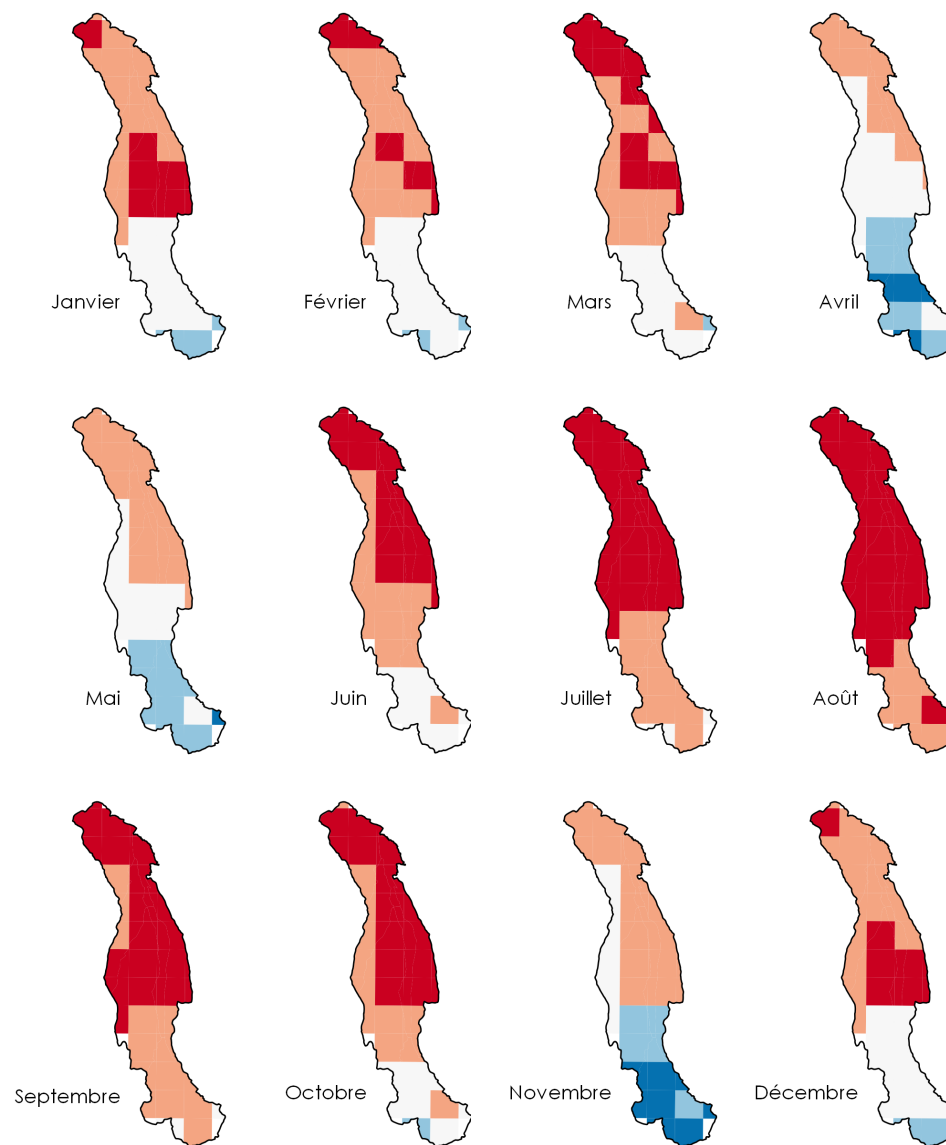 Janvier
Février
Mars
Avril
Mai
Juin
Juillet
Août
Septembre
Octobre
Novembre
Décembre